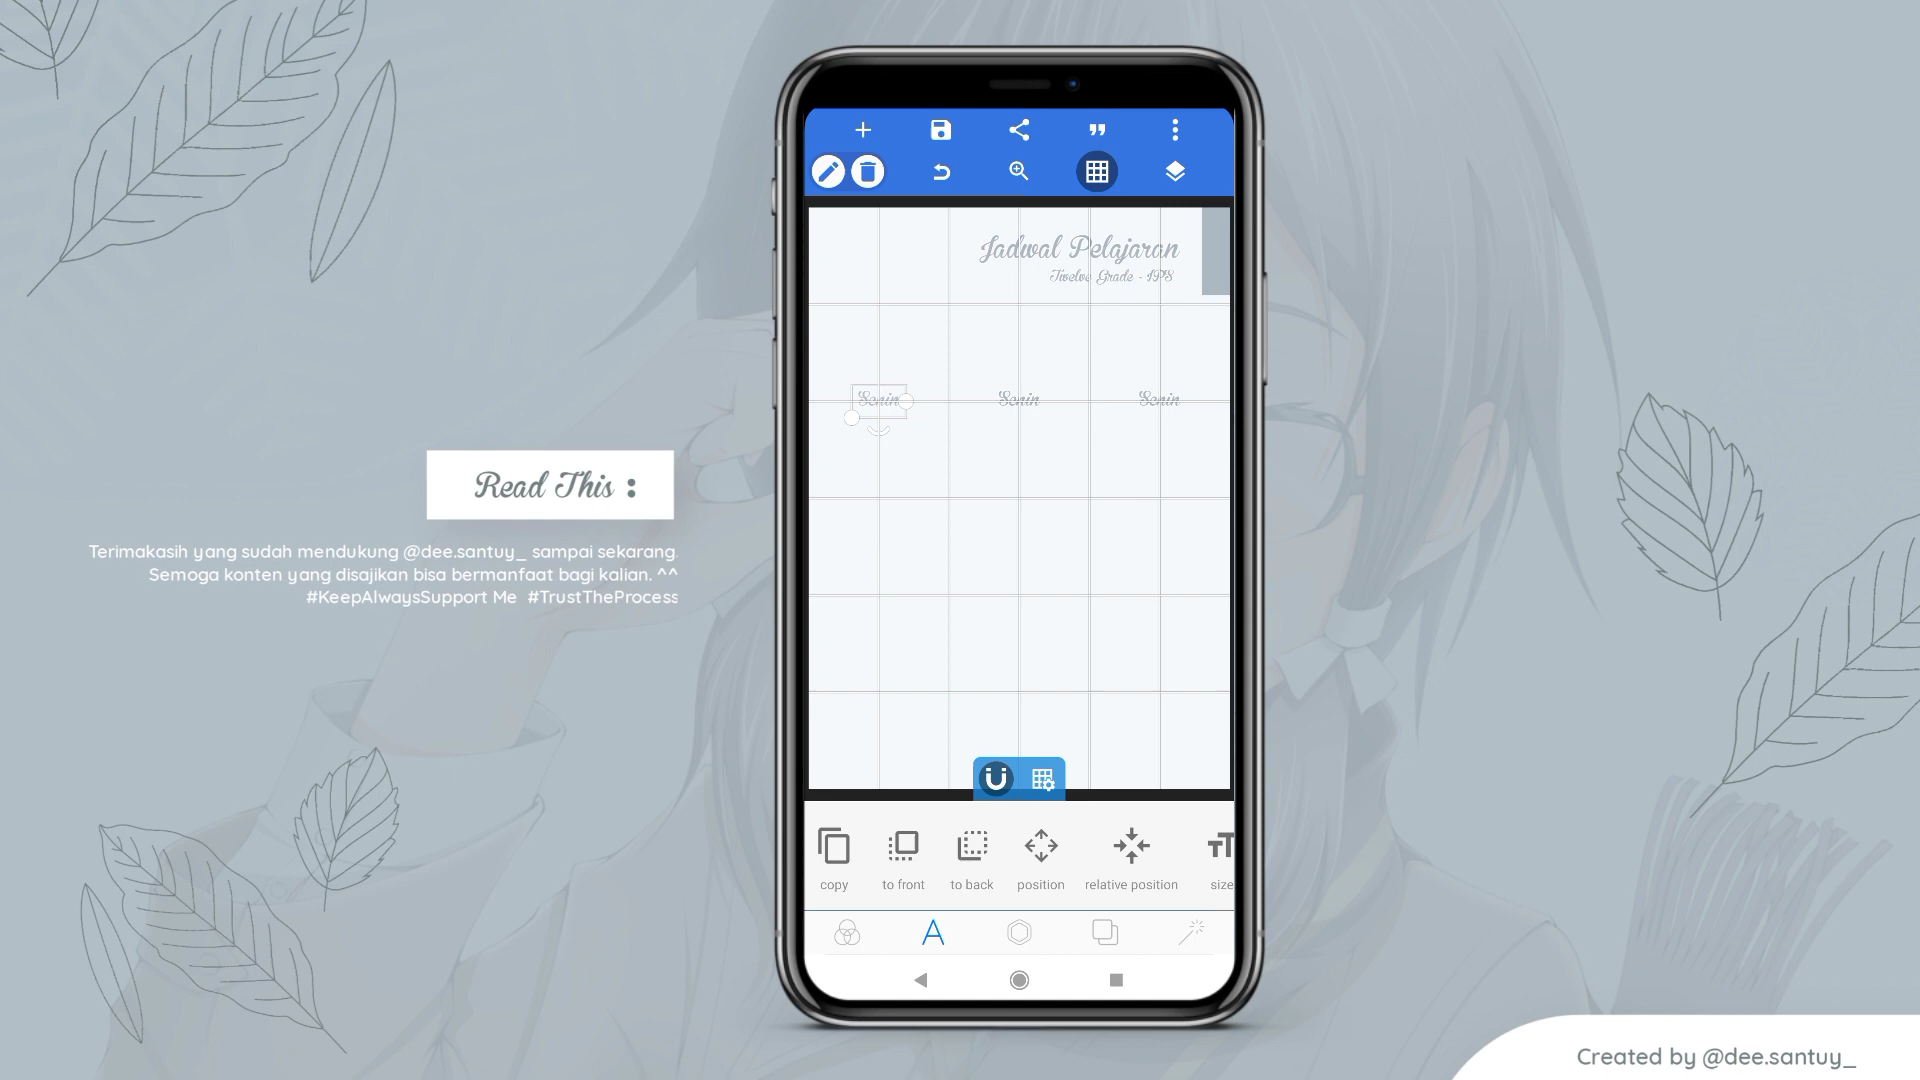 Jadwal Pelajaran
Twelve Grade - IPS
Senin
Senin
Senin
Read This :
Terimakasih yang sudah mendukung @dee.santuy_ sampai sekarang.
Semoga konten yang disajikan bisa bermanfaat bagi kalian. ^^
#KeepAlwaysSupport Me #TrustTheProcess
copy
to front
to back
position
relative position
size
Created by @dee.santuy_